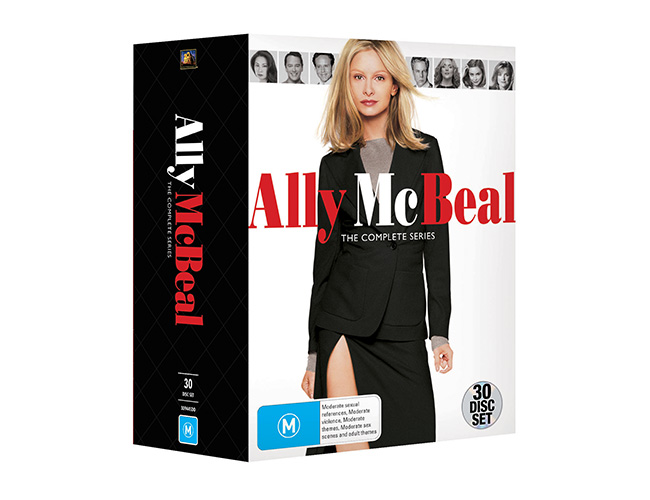 Ally McBeal
THE COMPLETE SERIES
30
DISC SET
M
Ally McBeal
THE COMPLETE SERIES
M
Moderate sexual
references, Moderate
violence, Moderate
themes, Moderate sex
scenes and adult themes
30
DISC
SET